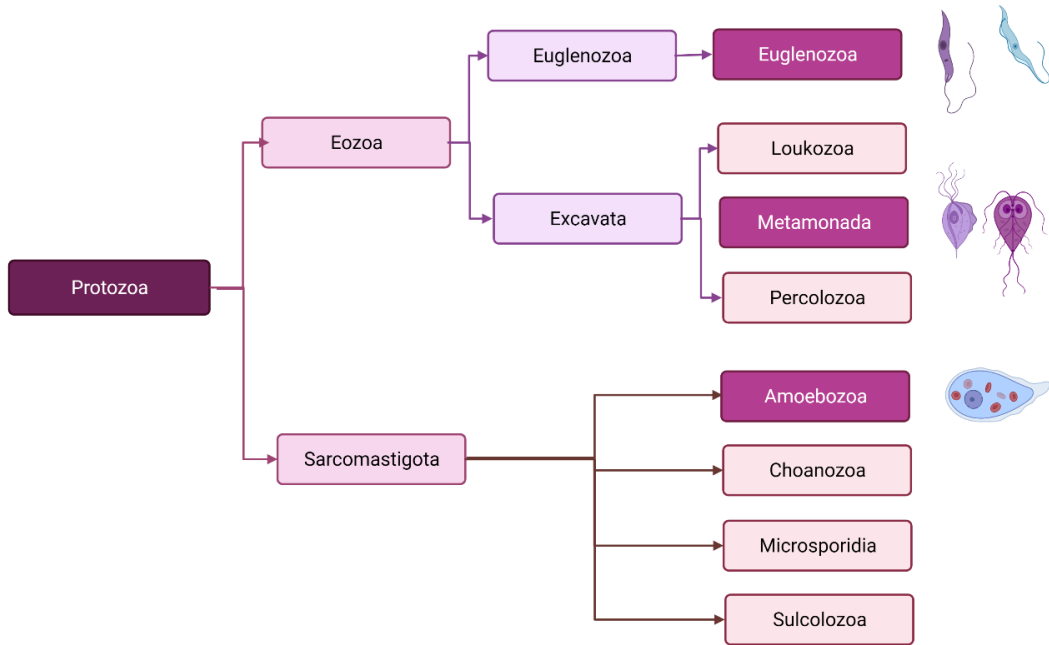 Protozoa
Eozoa
Euglenozoa
Euglenozoa
Excavata
Loukozoa
Metamonada
Percolozoa
Sarcomastigota
Amoebozoa
Choanozoa
Microsporidia
Sulcolozoa